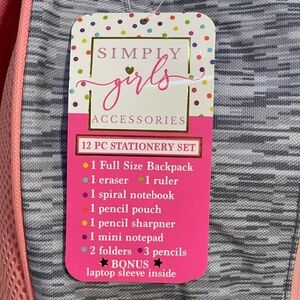 SIMPLY
girls
ACCESSORIES
12 PC STATIONERY SET
1 Full Size Backpack
1 eraser 1 ruler
1 spiral notebook
1 pencil pouch
1 pencil sharpner
1 mini notepad
2 folders 3 pencils
BONUS
laptop sleeve inside